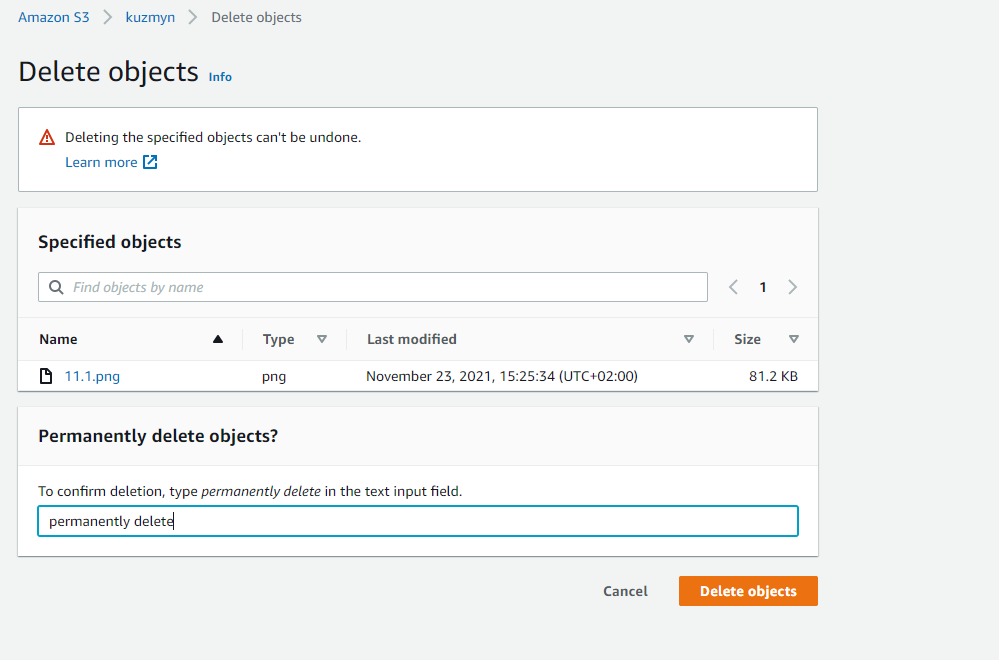 Amazon S3 > kuzmyn > Delete objects
Delete objects Info
Deleting the specified objects can't be undone.
Learn more
Specified objects
Find objects by name 1
Name Type Last modified Size
11.1.png png November 23, 2021, 15:25:34 (UTC+02:00) 81.2 KB
Permanently delete objects?
To confirm deletion, type permanently delete in the text input field.
permanently delete
Cancel Delete objects